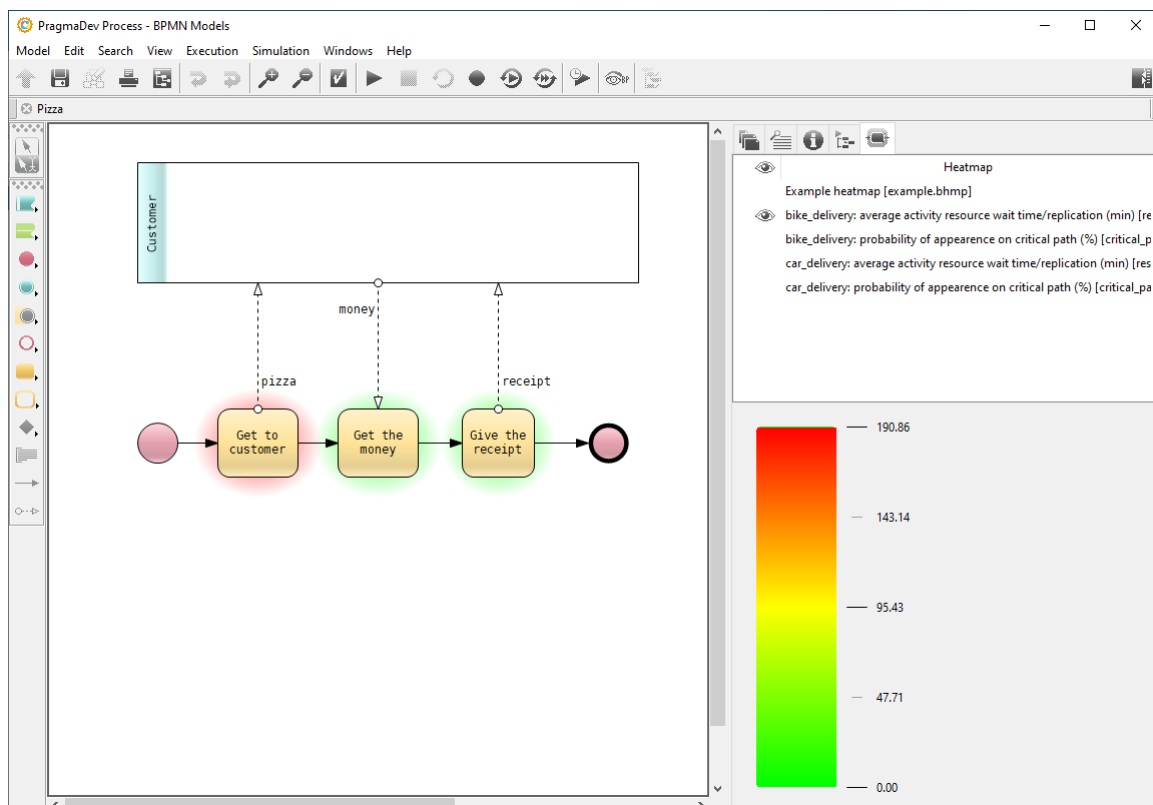 PragmaDev Process - BPMN Models
Model Edit Search View Execution Simulation Windows Help
BP
Pizza
Customer
money
pizza
receipt
Get to
customer
Get the
money
Give the
receipt
Heatmap
Example heatmap [example.bhmp]
bike_delivery: average activity resource wait time/replication (min) [re
bike_delivery: probability of appearence on critical path (%) [critical_p
car_delivery: average activity resource wait time/replication (min) [res
car_delivery: probability of appearence on critical path (%) [critical_pa
190.86
143.14
95.43
47.71
0.00